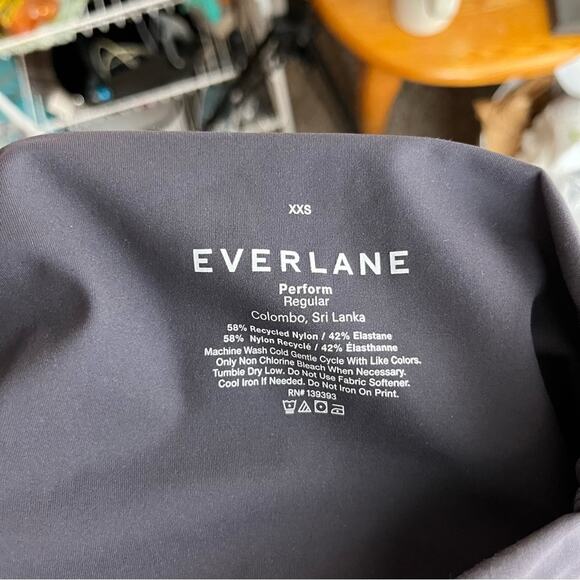 XXS
EVERLANE
Perform
Regular
Colombo, Sri Lanka
58% Recycled Nylon / 42% Elastane
58% Nylon Recyclé / 42% Élasthanne
Machine Wash Cold Gentle Cycle With Like Colors.
Only Non Chlorine Bleach When Necessary.
Tumble Dry Low. Do Not Use Fabric Softener.
Cool Iron If Needed. Do Not Iron On Print.
RN# 139393